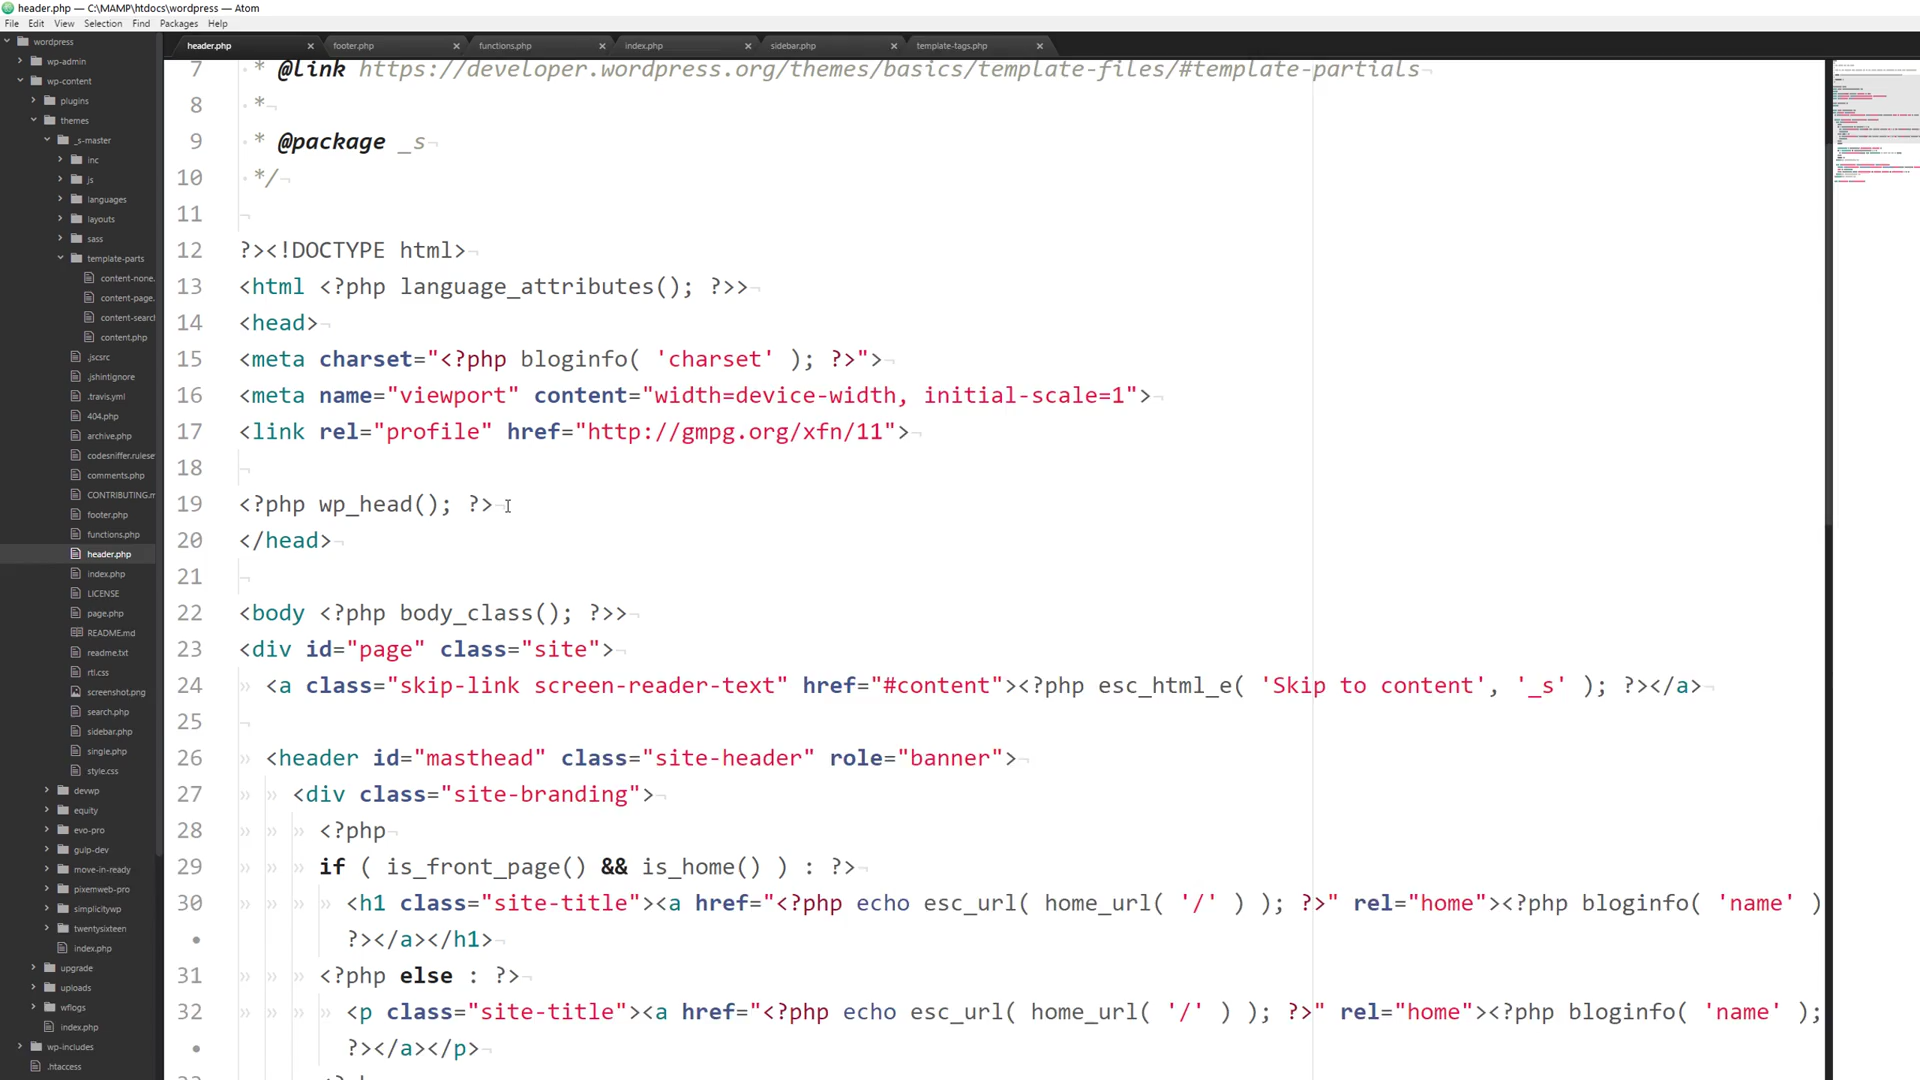 header.php — C:\MAMP\htdocs\wordpress — Atom
File Edit View Selection Find Packages Help
wordpress
wp-admin
wp-content
plugins
themes
_s-master
inc
js
languages
layouts
sass
template-parts
content-none.
content-page.
content-searc
content.php
.jscsrc
.jshintignore
.travis.yml
404.php
archive.php
codesniffer.rulese
comments.php
CONTRIBUTING.m
footer.php
functions.php
header.php
index.php
LICENSE
page.php
README.md
readme.txt
rtl.css
screenshot.png
search.php
sidebar.php
single.php
style.css
devwp
equity
evo-pro
gulp-dev
move-in-ready
pixemweb-pro
simplicitywp
twentysixteen
index.php
upgrade
uploads
wflogs
index.php
wp-includes
.htaccess
header.php footer.php functions.php index.php sidebar.php template-tags.php
7 * @link https://developer.wordpress.org/themes/basics/template-files/#template-partials
8 *
9 * @package _s
10 */
11
12 ?><!DOCTYPE html>
13 <html <?php language_attributes(); ?>>
14 <head>
15 <meta charset="<?php bloginfo( 'charset' ); ?>">
16 <meta name="viewport" content="width=device-width, initial-scale=1">
17 <link rel="profile" href="http://gmpg.org/xfn/11">
18
19 <?php wp_head(); ?>
20 </head>
21
22 <body <?php body_class(); ?>>
23 <div id="page" class="site">
24 <a class="skip-link screen-reader-text" href="#content"><?php esc_html_e( 'Skip to content', '_s' ); ?></a>
25
26 <header id="masthead" class="site-header" role="banner">
27 <div class="site-branding">
28 <?php
29 if ( is_front_page() && is_home() ) : ?>
30 <h1 class="site-title"><a href="<?php echo esc_url( home_url( '/' ) ); ?>" rel="home"><?php bloginfo( 'name' )
• ?></a></h1>
31 <?php else : ?>
32 <p class="site-title"><a href="<?php echo esc_url( home_url( '/' ) ); ?>" rel="home"><?php bloginfo( 'name' );
• ?></a></p>